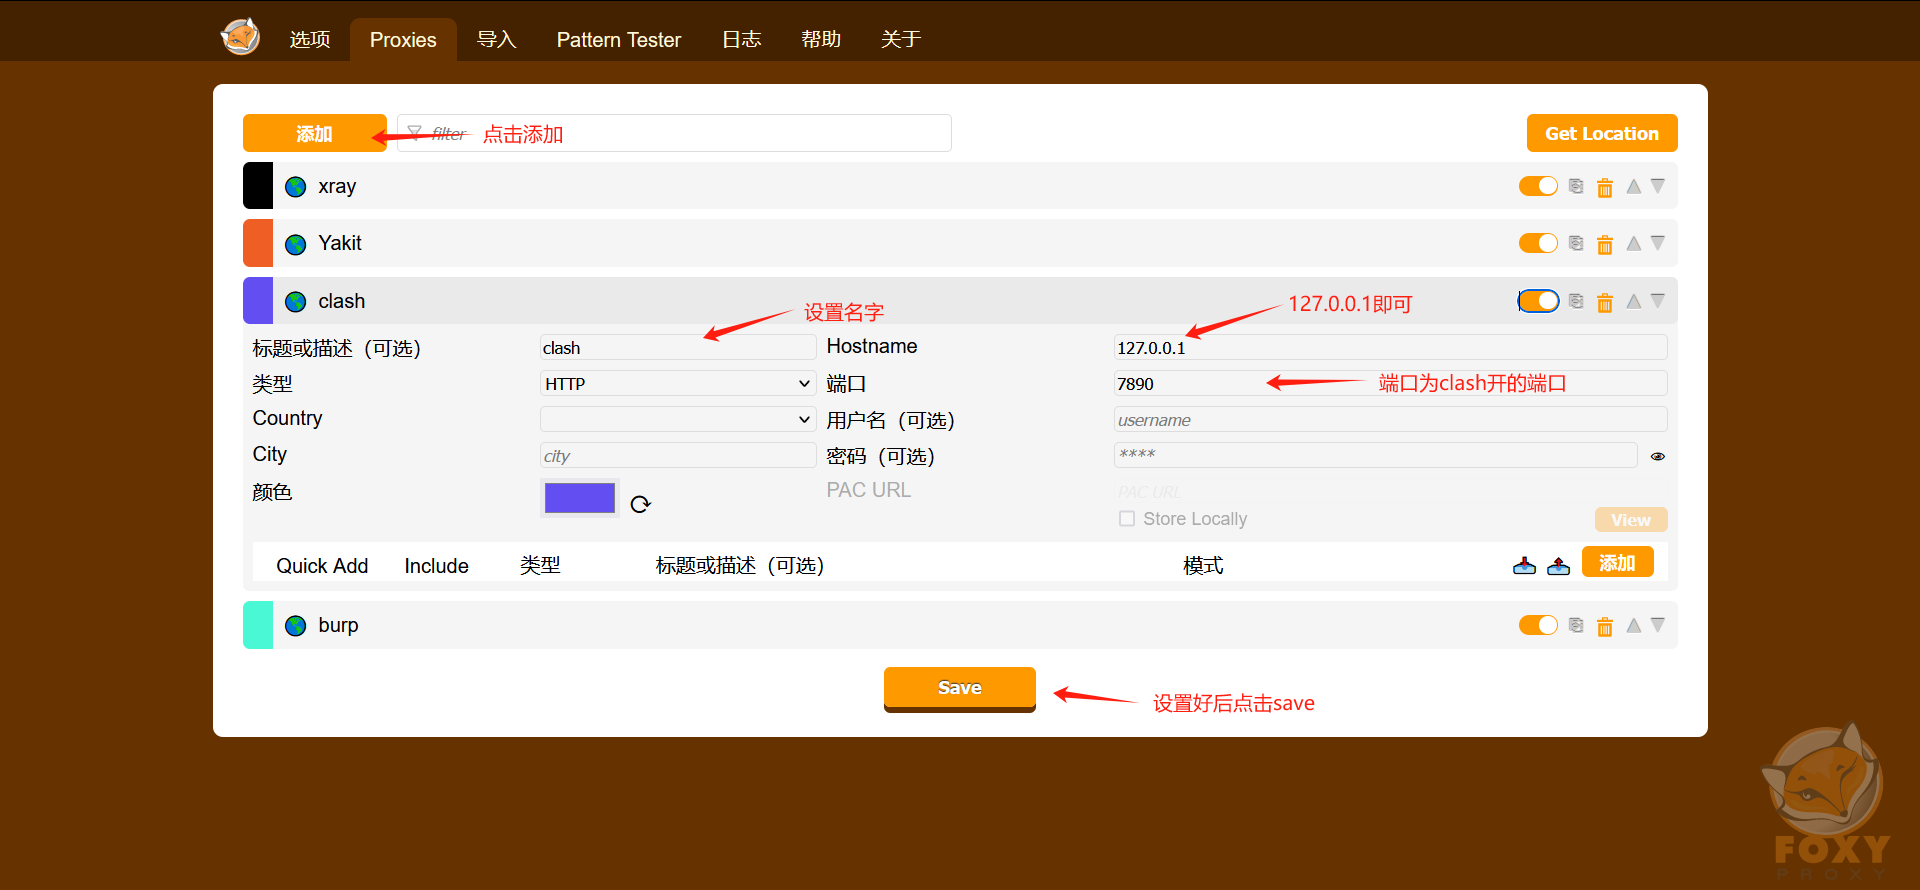 选项 Proxies 导入 Pattern Tester 日志 帮助 关于
添加 filter 点击添加 Get Location
xray
Yakit
clash
设置名字 127.0.0.1即可
标题或描述（可选） clash Hostname 127.0.0.1
类型 HTTP 端口 7890 端口为clash开的端口
Country 用户名（可选） username
City city 密码（可选） ****
颜色 PAC URL PAC URL
Store Locally View
Quick Add Include 类型 标题或描述（可选） 模式 添加
burp
Save 设置好后点击save
FOXY
PROXY